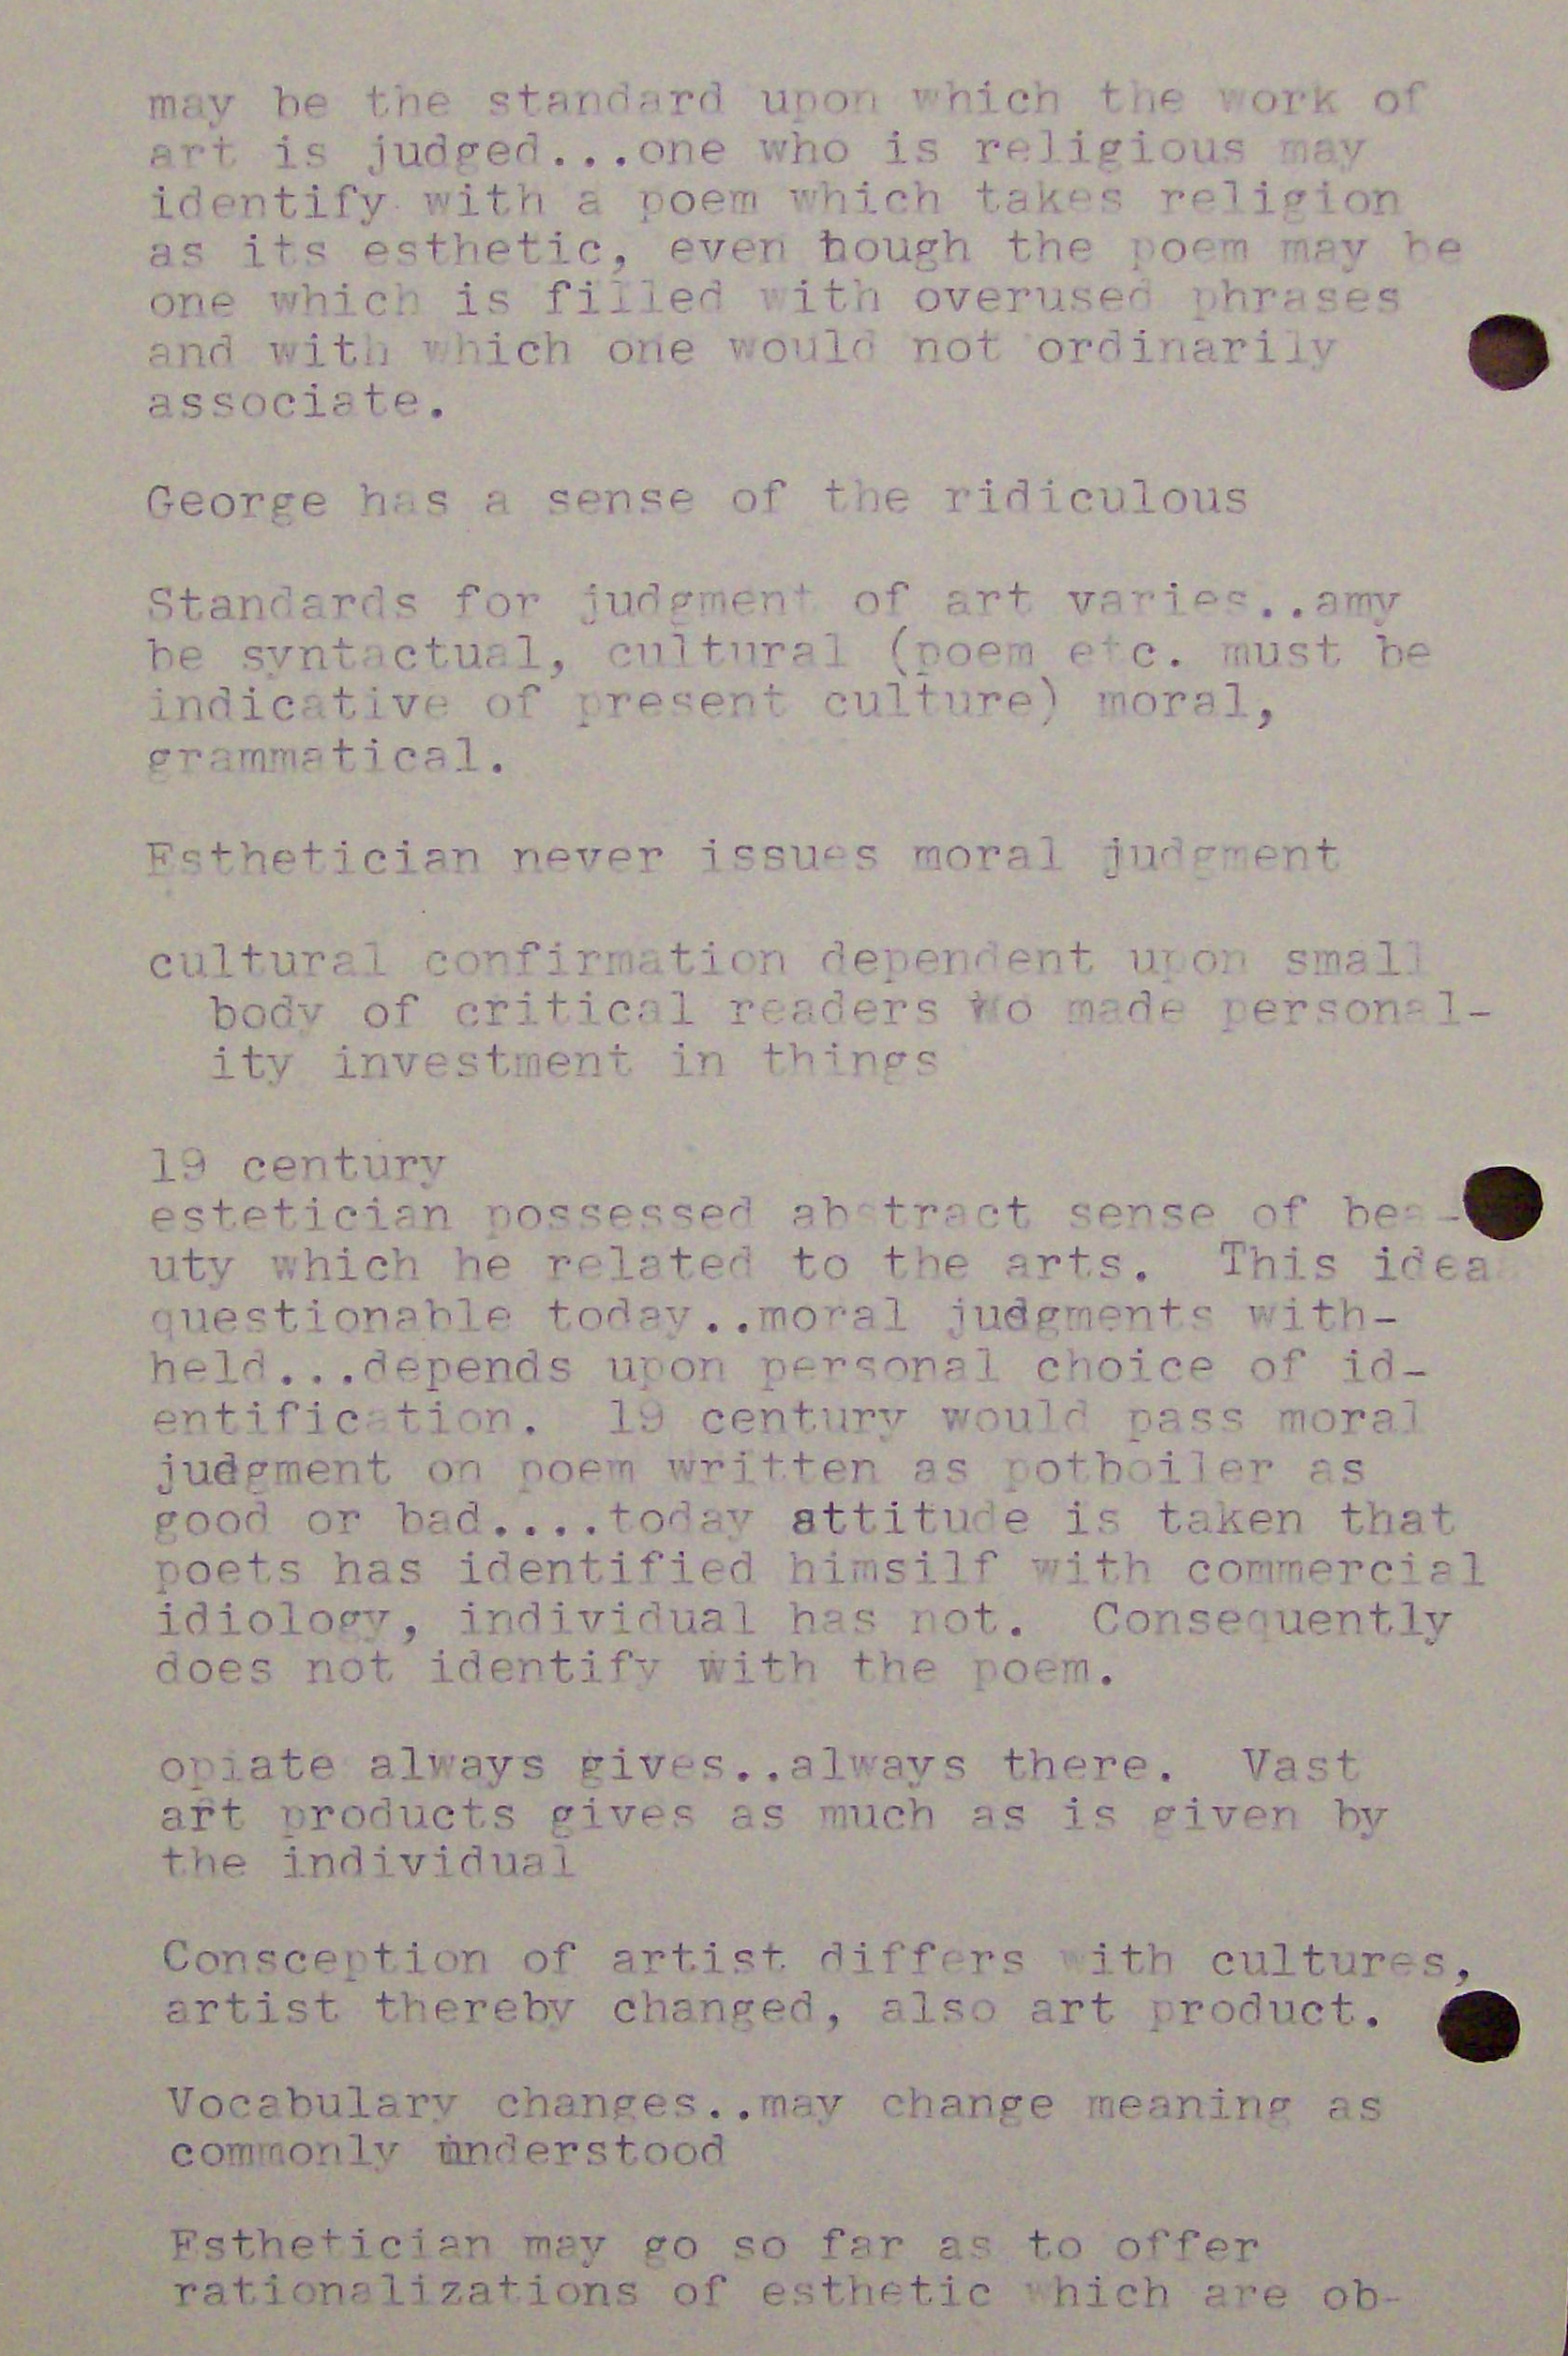 may be the standard upon which the work of
art is judged...one who is religious may
identify with a poem which takes religion
as its esthetic, even hough the poem may be
one which is filled with overused phrases
and with which one would not ordinarily
associate.
George has a sense of the ridiculous
Standards for judgment of art varies..amy
be syntactual, cultural (poem etc. must be
indicative of present culture) moral,
grammatical.
Esthetician never issues moral judgment
cultural confirmation dependent upon small
body of critical readers who made personal-
ity investment in things
19 century
estetician possessed abstract sense of bea-
uty which he related to the arts. This idea
questionable today..moral judgments with-
held...depends upon personal choice of id-
entification. 19 century would pass moral
judgment on poem written as potboiler as
good or bad....today attitude is taken that
poets has identified himsilf with commercial
idiology, individual has not. Consequently
does not identify with the poem.
opiate always gives..always there. Vast
art products gives as much as is given by
the individual
Consception of artist differs with cultures,
artist thereby changed, also art product.
Vocabulary changes..may change meaning as
commonly understood
Esthetician may go so far as to offer
rationalizations of esthetic which are ob-